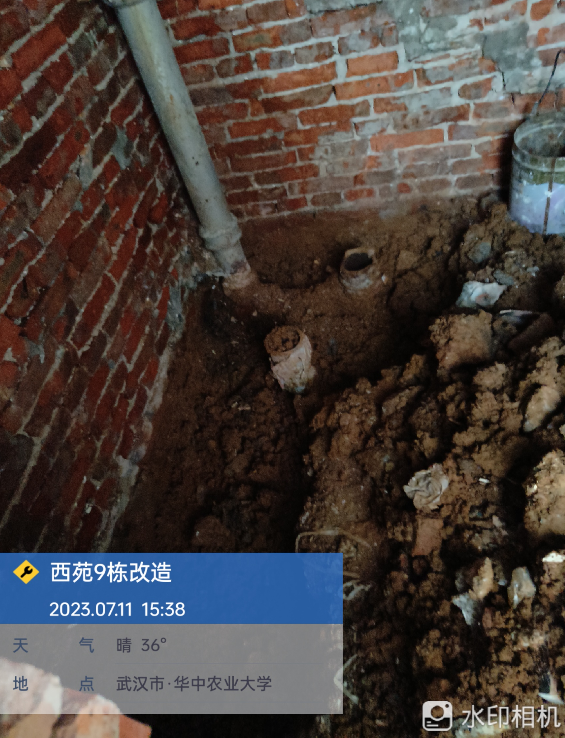 西苑9栋改造
2023.07.11 15:38
天 气 晴 36°
地 点 武汉市·华中农业大学
水印相机